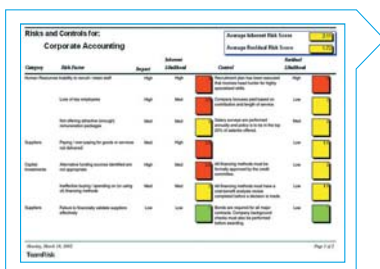 Risks and Controls for:
Corporate Accounting
Average Inherent Risk Score
Average Residual Risk Score
Inherent
Residual
Category
Risk Factor
Impact
Likelihood
Control
Likelihood
Human Resources Inability to recruit / retain staff
High
High
Recruitment plan has been executed
that involves head hunter for highly
specialised skills.
Low
Loss of key employees
High
Med
Company bonuses paid based on
contribution and length of service.
Low
Not offering attractive (enough)
remuneration packages
Med
Med
Salary surveys are performed
annually and policy is to be in the top
20% of salaries offered.
Med
Suppliers
Paying / over-paying for goods or services
not delivered
Med
High
Low
Capital
Investments
Alternative funding sources identified are
not appropriate
High
Med
All financing methods must be
formally approved by the credit
committee.
Low
Ineffective buying / spending on (or) using
of financing methods
Med
Med
All financing methods must have a
cost-benefit analysis review
completed before a decision is made.
Low
Suppliers
Failure to financially validate suppliers
effectively
Low
Low
Bonds are required for all major
contracts. Company background
checks must also be performed
before awarding.
Low
Monday, March 18, 2002
Page 1 of 2
TeamRisk